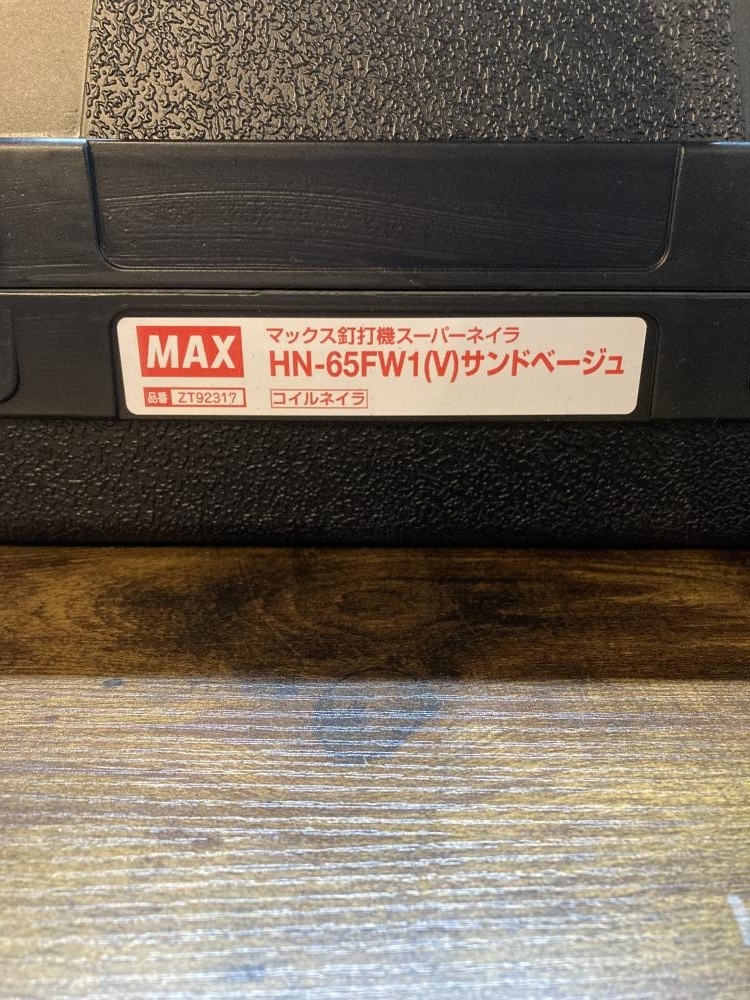 MAX
マックス釘打機スーパーネイラ
HN-65FW1(V)サンドベージュ
品番 ZT92317
コイルネイラ